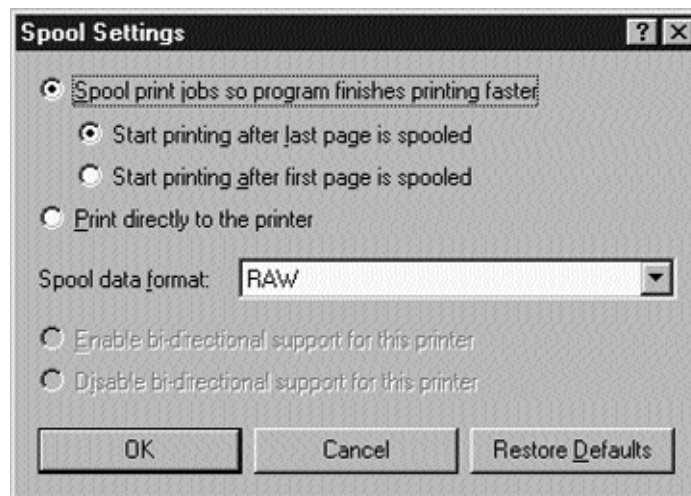 Spool Settings ? X
Spool print jobs so program finishes printing faster
Start printing after last page is spooled
Start printing after first page is spooled
Print directly to the printer
Spool data format: RAW
Enable bi-directional support for this printer
Disable bi-directional support for this printer
OK Cancel Restore Defaults